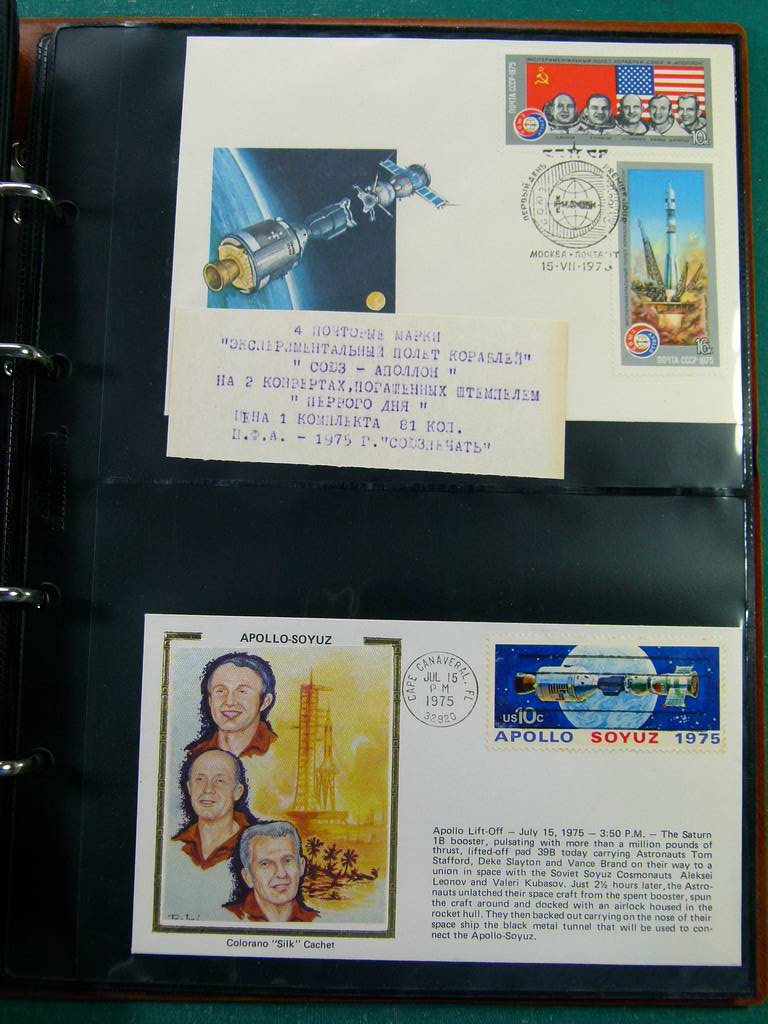 ЭКСПЕРИМЕНТАЛЬНЫЙ ПОЛЕТ КОРАБЛЕЙ СОЮЗ И АПОЛЛОН
ПОЧТА СССР·1975
10к
ПЕРВЫЙ ДЕНЬ
PREMIER JOUR
МОСКВА·ПОЧТАМТ
15-VII-197
16к
ПОЧТА СССР·1975
4 ПОЧТОВЫЕ МАРКИ
"ЭКСПЕРИМЕНТАЛЬНЫЙ ПОЛЕТ КОРАБЛЕЙ"
" СОЮЗ - АПОЛЛОН "
НА 2 КОНВЕРТАХ,ПОГАШЕННЫХ ШТЕМПЕЛЕМ
" ПЕРВОГО ДНЯ "
ЦЕНА 1 КОМПЛЕКТА 81 КОП.
Ц.Ф.А. - 1975 Г."СОЮЗПЕЧАТЬ"
APOLLO-SOYUZ
CAPE CANAVERAL, FL
JUL 15
PM
1975
32920
US10c
APOLLO SOYUZ 1975
Apollo Lift-Off — July 15, 1975 — 3:50 P.M. — The Saturn
1B booster, pulsating with more than a million pounds of
thrust, lifted-off pad 39B today carrying Astronauts Tom
Stafford, Deke Slayton and Vance Brand on their way to a
union in space with the Soviet Soyuz Cosmonauts Aleksei
Leonov and Valeri Kubasov. Just 2½ hours later, the Astro-
nauts unlatched their space craft from the spent booster, spun
the craft around and docked with an airlock housed in the
rocket hull. They then backed out carrying on the nose of their
space ship the black metal tunnel that will be used to con-
nect the Apollo-Soyuz.
Colorano "Silk" Cachet